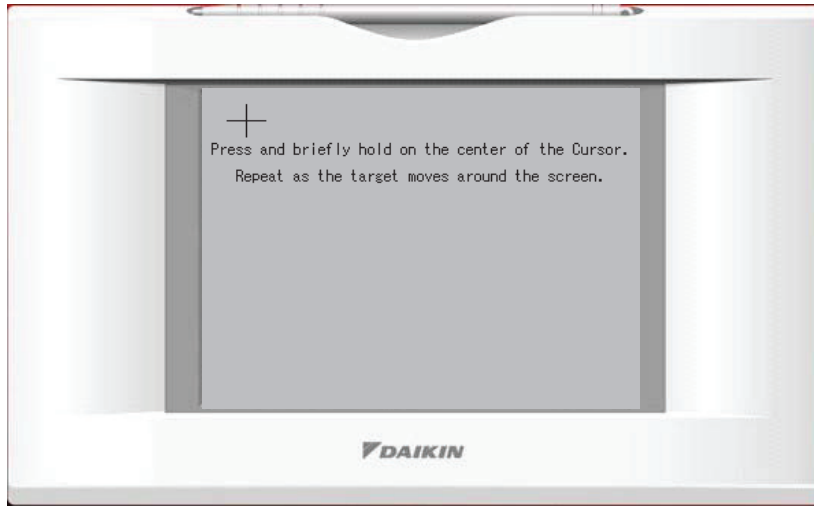 Press and briefly hold on the center of the Cursor.
Repeat as the target moves around the screen.
DAIKIN